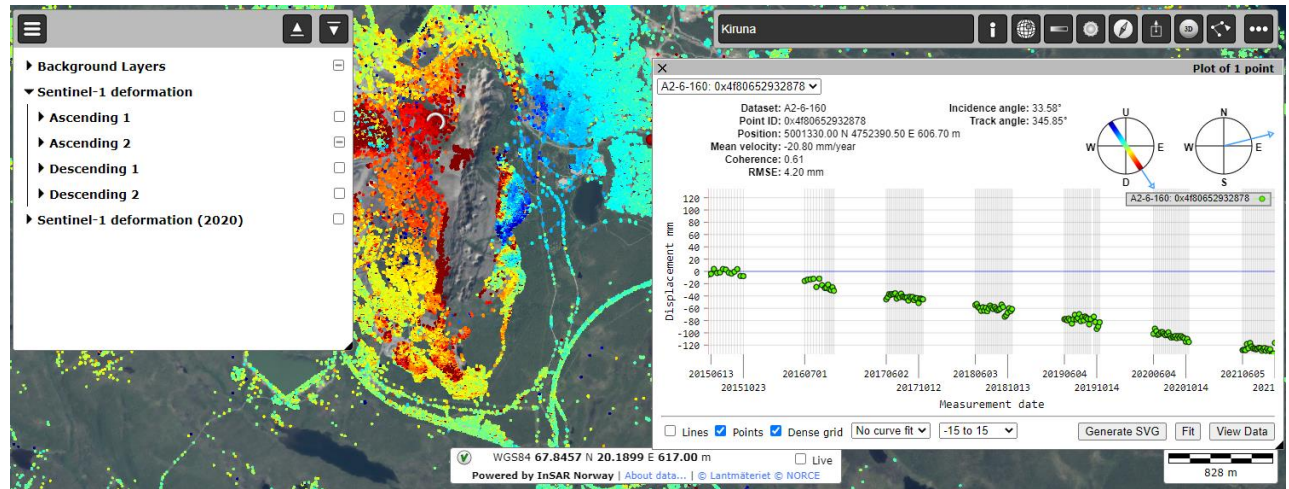 Kiruna
i
3D
Background Layers
Sentinel-1 deformation
Ascending 1
Ascending 2
Descending 1
Descending 2
Sentinel-1 deformation (2020)
Plot of 1 point
A2-6-160: 0x4f80652932878
Dataset: A2-6-160
Point ID: 0x4f80652932878
Position: 5001330.00 N 4752390.50 E 606.70 m
Mean velocity: -20.80 mm/year
Coherence: 0.61
RMSE: 4.20 mm
Incidence angle: 33.58°
Track angle: 345.85°
U
W E
D
N
W E
S
A2-6-160: 0x4f80652932878
Displacement mm
120
100
80
60
40
20
0
-20
-40
-60
-80
-100
-120
20150613 20160701 20170602 20180603 20190604 20200604 20210605
20151023 20171012 20181013 20191014 20201014 2021
Measurement date
Lines Points Dense grid No curve fit -15 to 15 Generate SVG Fit View Data
WGS84 67.8457 N 20.1899 E 617.00 m Live
Powered by InSAR Norway | About data... | © Lantmäteriet © NORCE
828 m